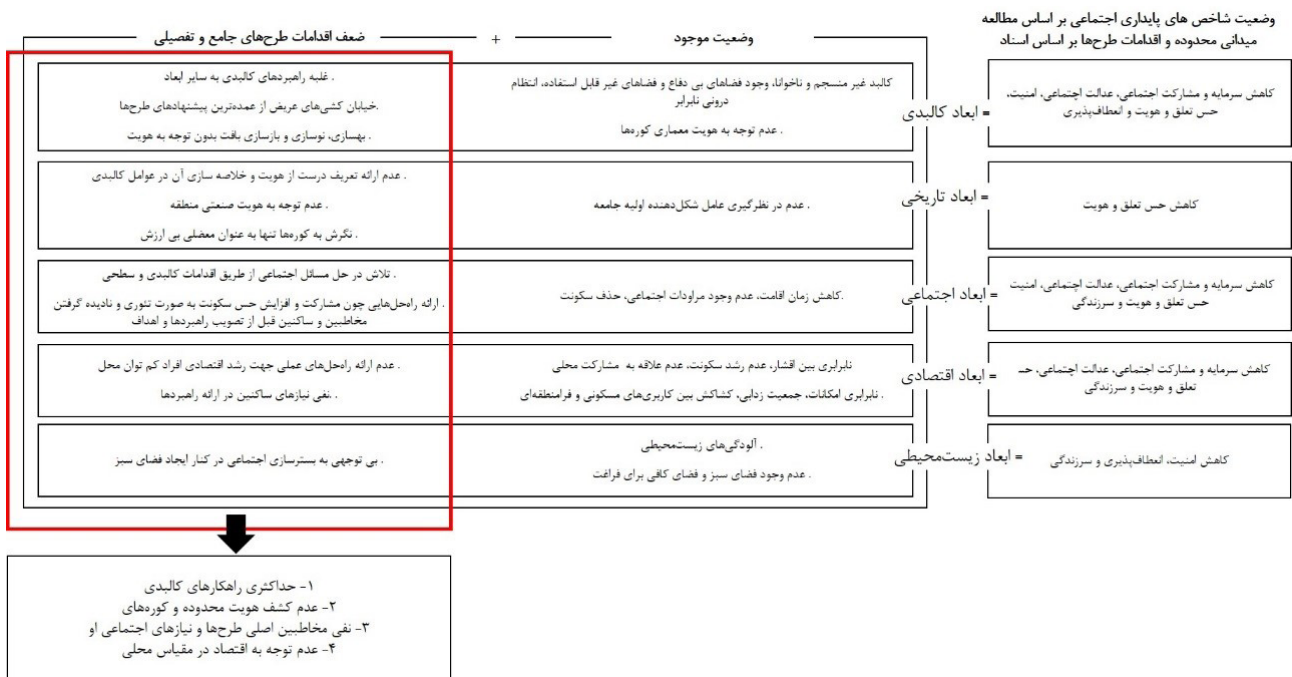 وضعیت شاخص های پایداری اجتماعی بر اساس مطالعه
میدانی محدوده و اقدامات طرح‌ها بر اساس اسناد
وضعیت موجود
+
ضعف اقدامات طرح‌های جامع و تفصیلی
کاهش سرمایه و مشارکت اجتماعی، عدالت اجتماعی، امنیت،
حس تعلق و هویت و انعطاف‌پذیری
= ابعاد کالبدی
کالبد غیر منسجم و ناخوانا، وجود فضاهای بی دفاع و فضاهای غیر قابل استفاده، انتظام
درونی نابرابر
. عدم توجه به هویت معماری کوره‌ها
. غلبه راهبردهای کالبدی به سایر ابعاد
.خیابان کشی‌های عریض از عمده‌ترین پیشنهادهای طرح‌ها
. بهسازی، نوسازی و بازسازی بافت بدون توجه به هویت
کاهش حس تعلق و هویت
= ابعاد تاریخی
. عدم در نظرگیری عامل شکل‌دهنده اولیه جامعه
. عدم ارائه تعریف درست از هویت و خلاصه سازی آن در عوامل کالبدی
. عدم توجه به هویت صنعتی منطقه
. نگرش به کوره‌ها تنها به عنوان معضلی بی ارزش
کاهش سرمایه و مشارکت اجتماعی، عدالت اجتماعی، امنیت
حس تعلق و هویت و سرزندگی
= ابعاد اجتماعی
.کاهش زمان اقامت، عدم وجود مراودات اجتماعی، حذف سکونت
. تلاش در حل مسائل اجتماعی از طریق اقدامات کالبدی و سطحی
. ارائه راه‌حل‌هایی چون مشارکت و افزایش حس سکونت به صورت تئوری و نادیده گرفتن
مخاطبین و ساکنین قبل از تصویب راهبردها و اهداف
کاهش سرمایه و مشارکت اجتماعی، عدالت اجتماعی، حـ
تعلق و هویت و سرزندگی
= ابعاد اقتصادی
نابرابری بین اقشار، عدم رشد سکونت، عدم علاقه به مشارکت محلی
. نابرابری امکانات، جمعیت زدایی، کشاکش بین کاربری‌های مسکونی و فرامنطقه‌ای
. عدم ارائه راه‌حل‌های عملی جهت رشد اقتصادی افراد کم توان محل
.نفی نیازهای ساکنین در ارائه راهبردها
کاهش امنیت، انعطاف‌پذیری و سرزندگی
= ابعاد زیست‌محیطی
. آلودگی‌های زیست‌محیطی
. عدم وجود فضای سبز و فضای کافی برای فراغت
. بی توجهی به بسترسازی اجتماعی در کنار ایجاد فضای سبز
۱- حداکثری راهکارهای کالبدی
۲- عدم کشف هویت محدوده و کوره‌های
۳- نفی مخاطبین اصلی طرح‌ها و نیازهای اجتماعی او
۴- عدم توجه به اقتصاد در مقیاس محلی